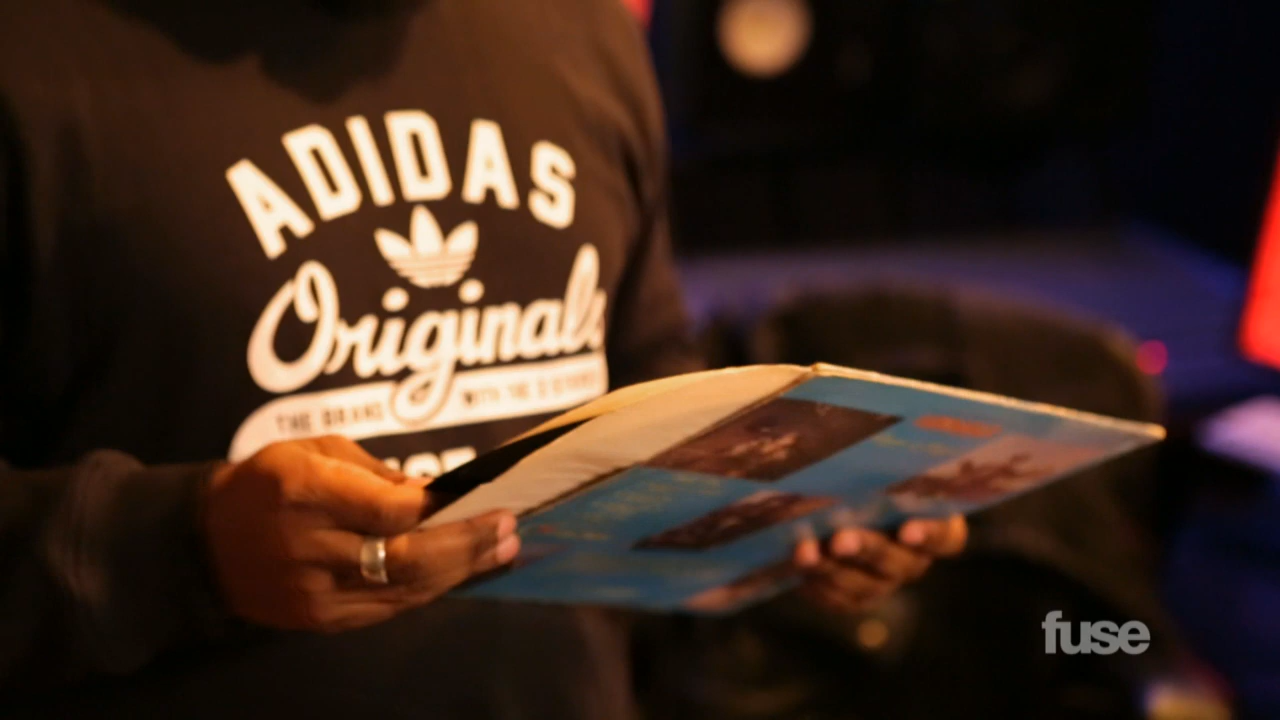 ADIDAS
Originals
THE BRAND WITH THE 3 STRIPES
fuse